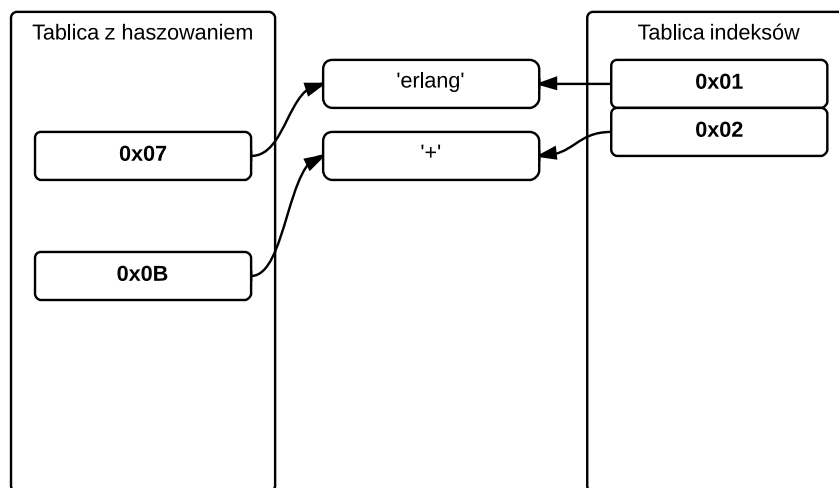 Tablica z haszowaniem
Tablica indeksów
'erlang'
0x01
0x02
0x07
'+'
0x0B